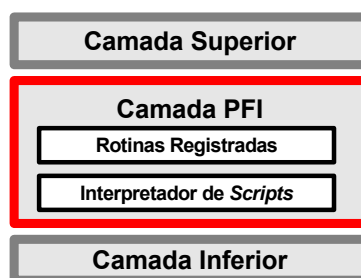 Camada Superior
Camada PFI
Rotinas Registradas
Interpretador de Scripts
Camada Inferior